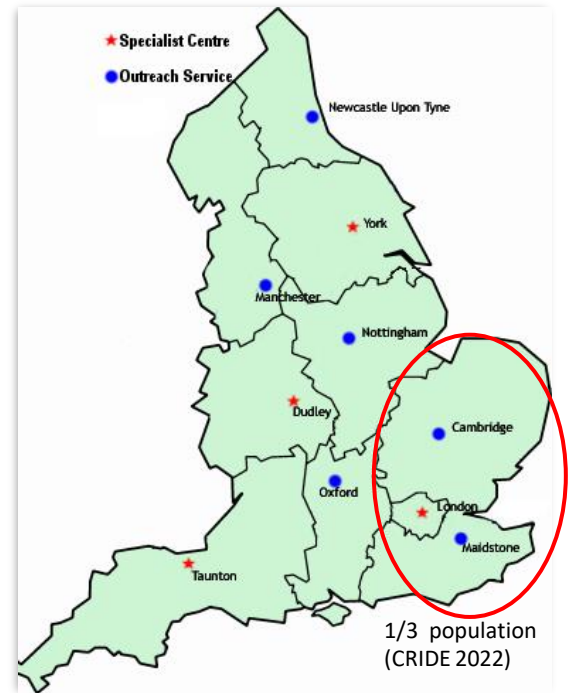 Specialist Centre
Outreach Service
Newcastle Upon Tyne
York
Manchester
Nottingham
Dudley
Cambridge
Oxford
London
Maidstone
Taunton
1/3 population
(CRIDE 2022)